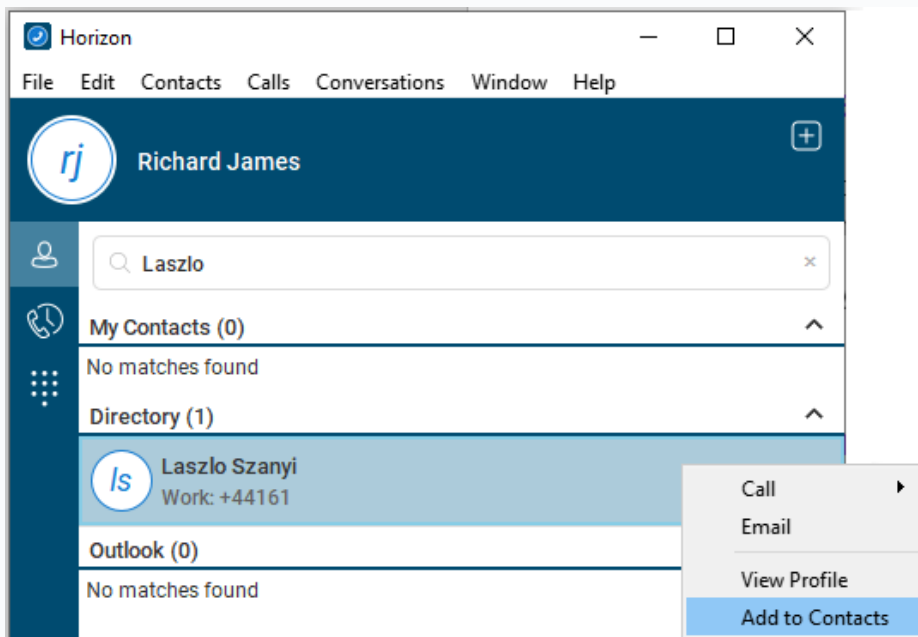 Horizon
File Edit Contacts Calls Conversations Window Help
rj Richard James
Laszlo
My Contacts (0)
No matches found
Directory (1)
ls Laszlo Szanyi
Work: +44161
Call
Email
Outlook (0)
No matches found
View Profile
Add to Contacts